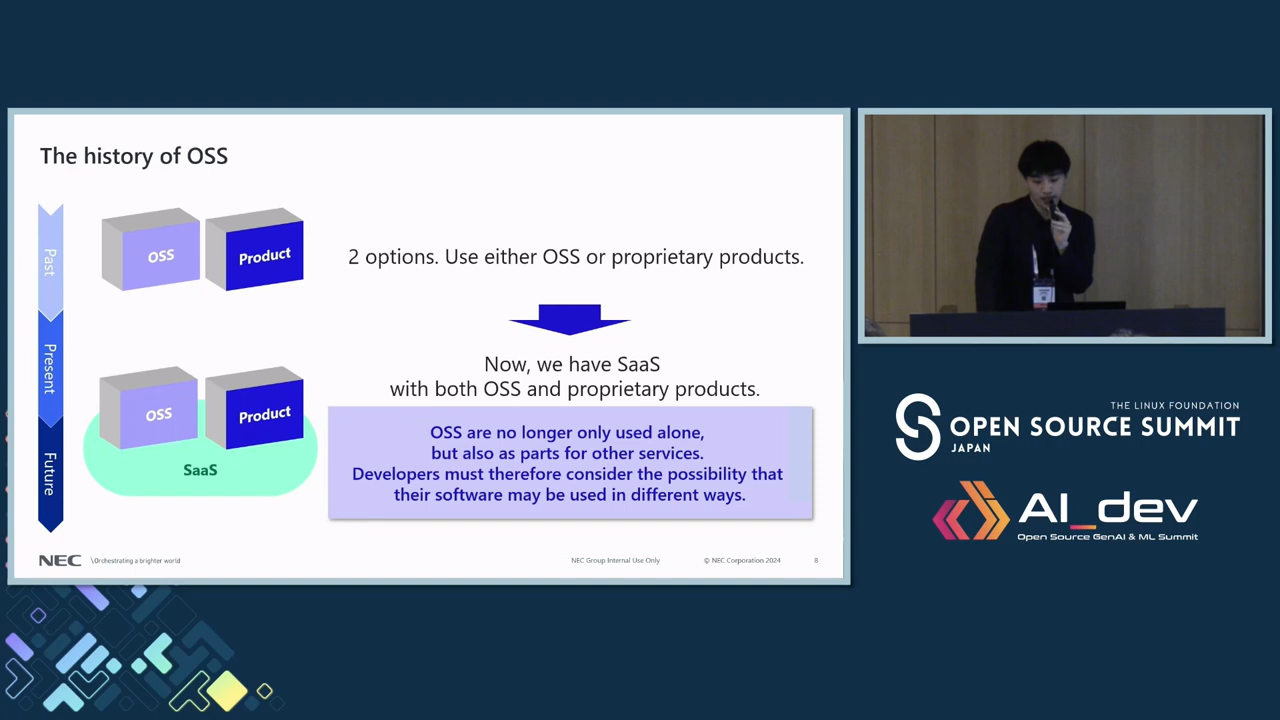 The history of OSS
Past
OSS
Product
2 options. Use either OSS or proprietary products.
Present
Now, we have SaaS
with both OSS and proprietary products.
OSS
Product
SaaS
Future
OSS are no longer only used alone,
but also as parts for other services.
Developers must therefore consider the possibility that
their software may be used in different ways.
NEC
\Orchestrating a brighter world
NEC Group Internal Use Only
© NEC Corporation 2024
8
THE LINUX FOUNDATION
OPEN SOURCE SUMMIT
JAPAN
AI_dev
Open Source GenAI & ML Summit